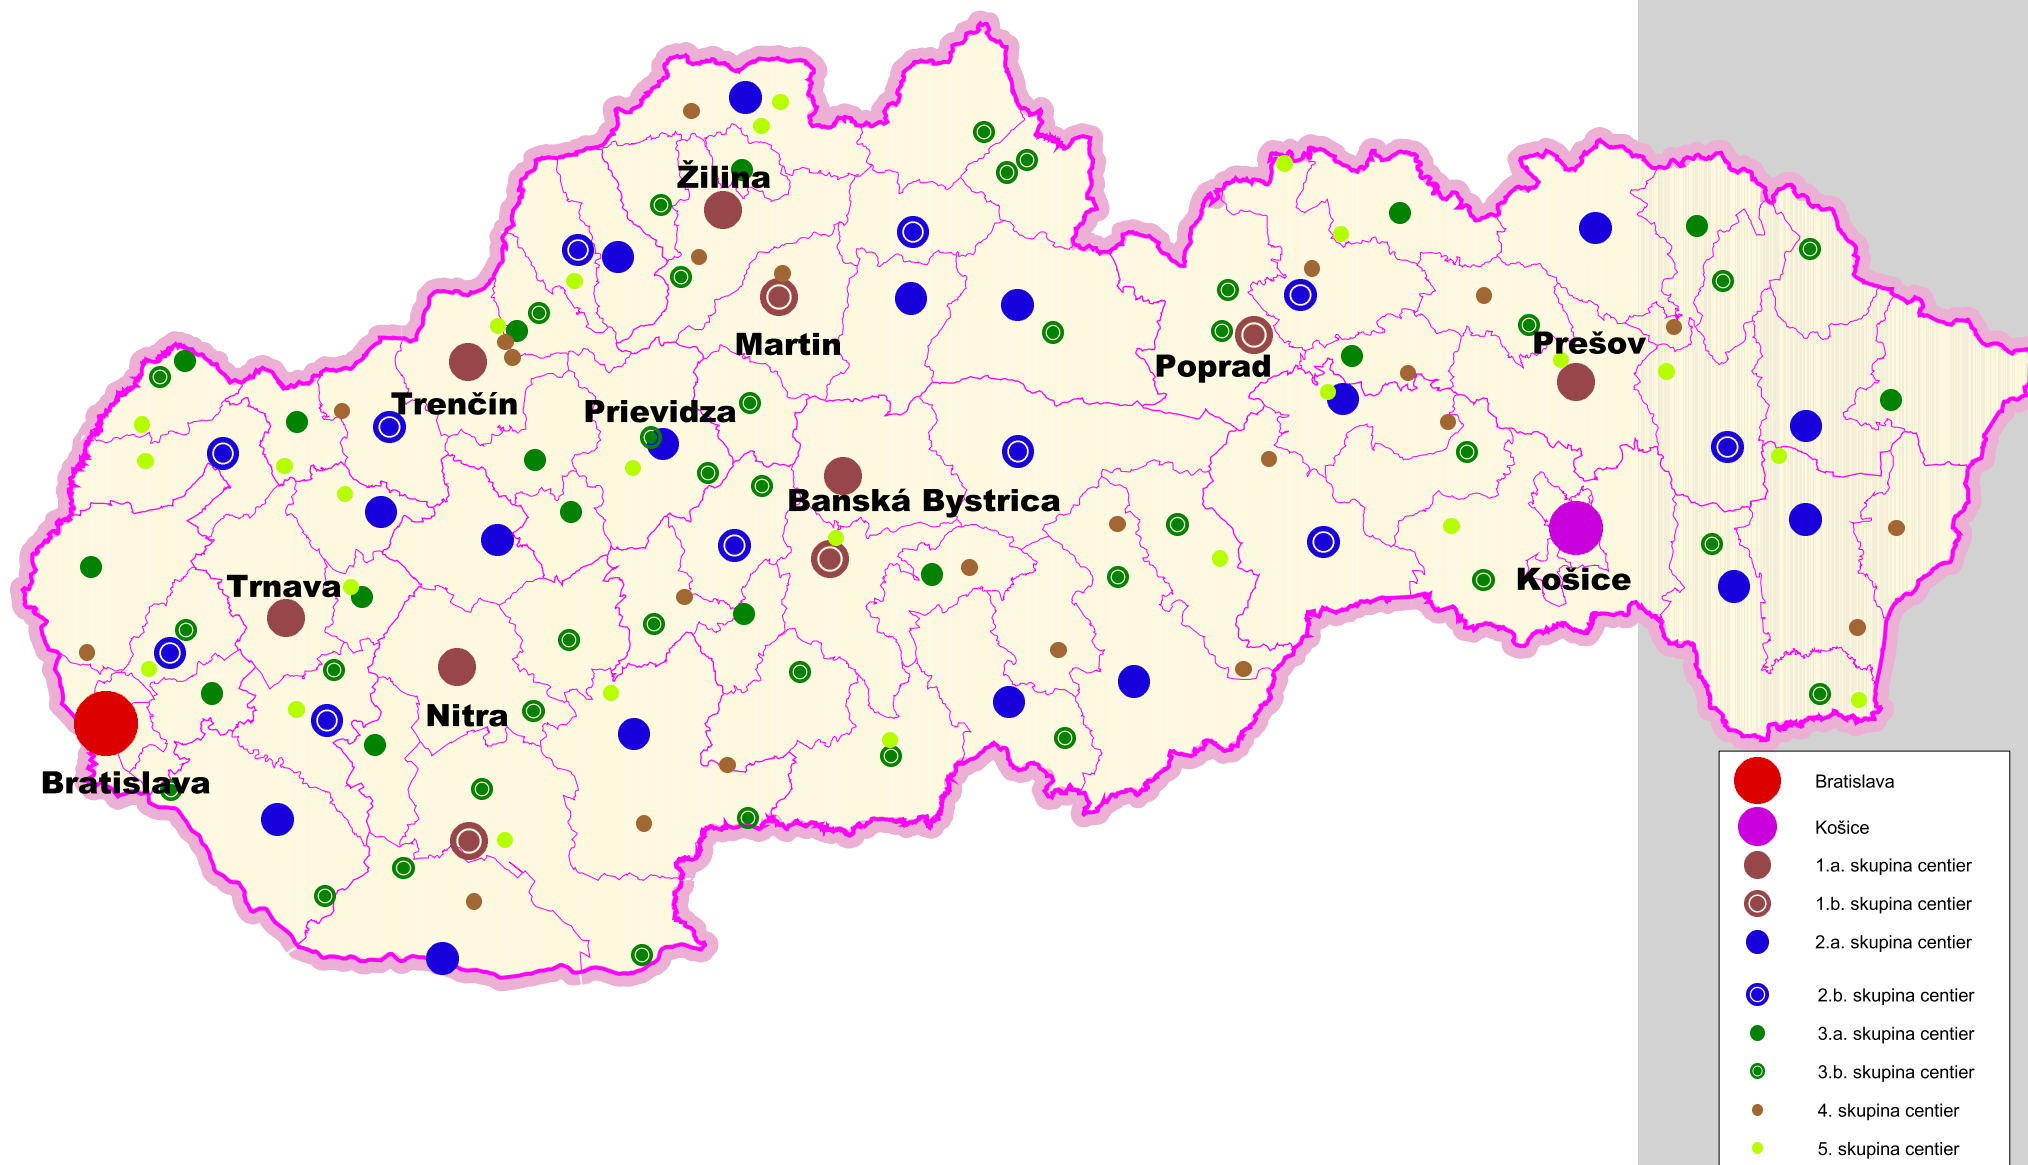 Žilina
Martin
Prešov
Poprad
Trenčín
Prievidza
Banská Bystrica
Košice
Trnava
Nitra
Bratislava
Bratislava
Košice
1.a. skupina centier
1.b. skupina centier
2.a. skupina centier
2.b. skupina centier
3.a. skupina centier
3.b. skupina centier
4. skupina centier
5. skupina centier